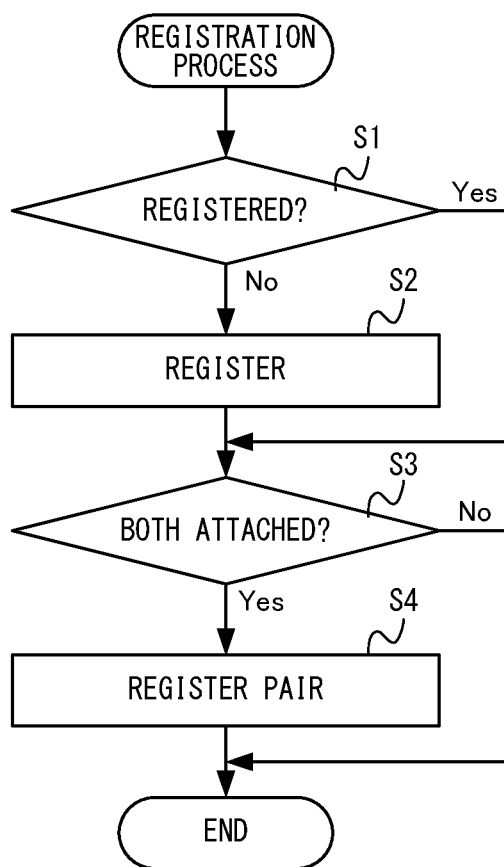 REGISTRATION
PROCESS
S1
REGISTERED?
Yes
No
S2
REGISTER
S3
BOTH ATTACHED?
No
Yes
S4
REGISTER PAIR
END